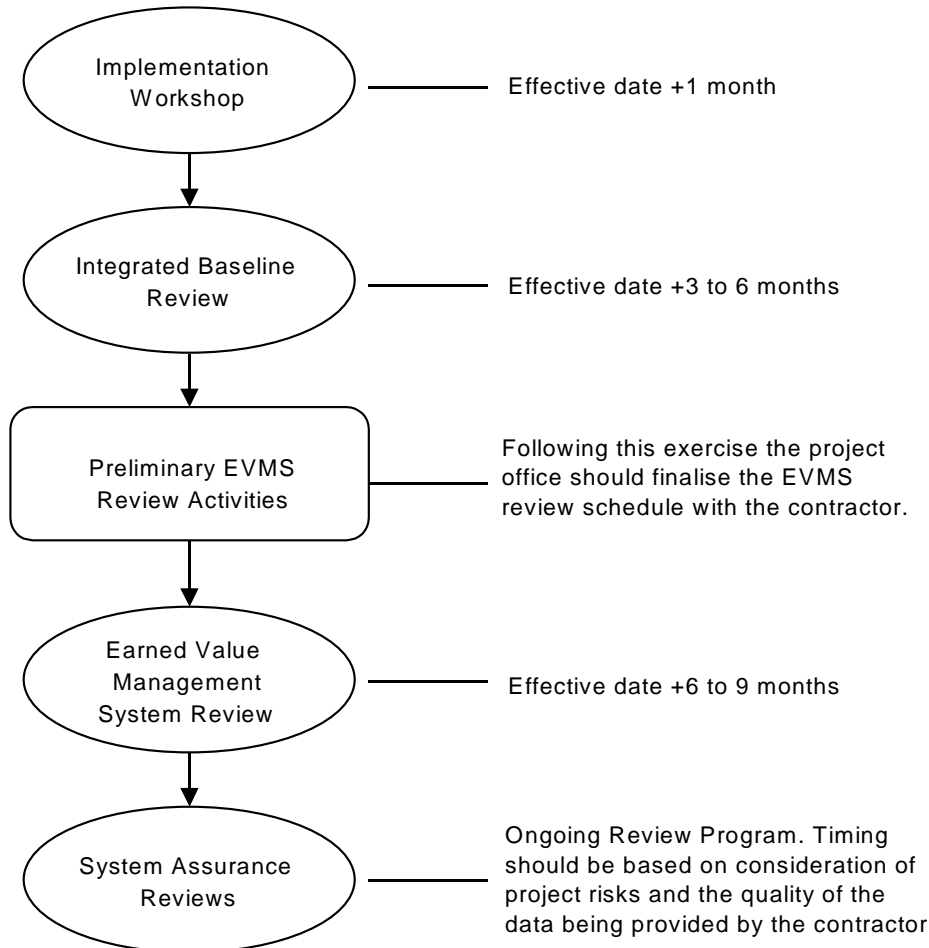 Implementation
Workshop
Effective date +1 month
Integrated Baseline
Review
Effective date +3 to 6 months
Preliminary EVMS
Review Activities
Following this exercise the project
office should finalise the EVMS
review schedule with the contractor.
Earned Value
Management
System Review
Effective date +6 to 9 months
System Assurance
Reviews
Ongoing Review Program. Timing
should be based on consideration of
project risks and the quality of the
data being provided by the contractor